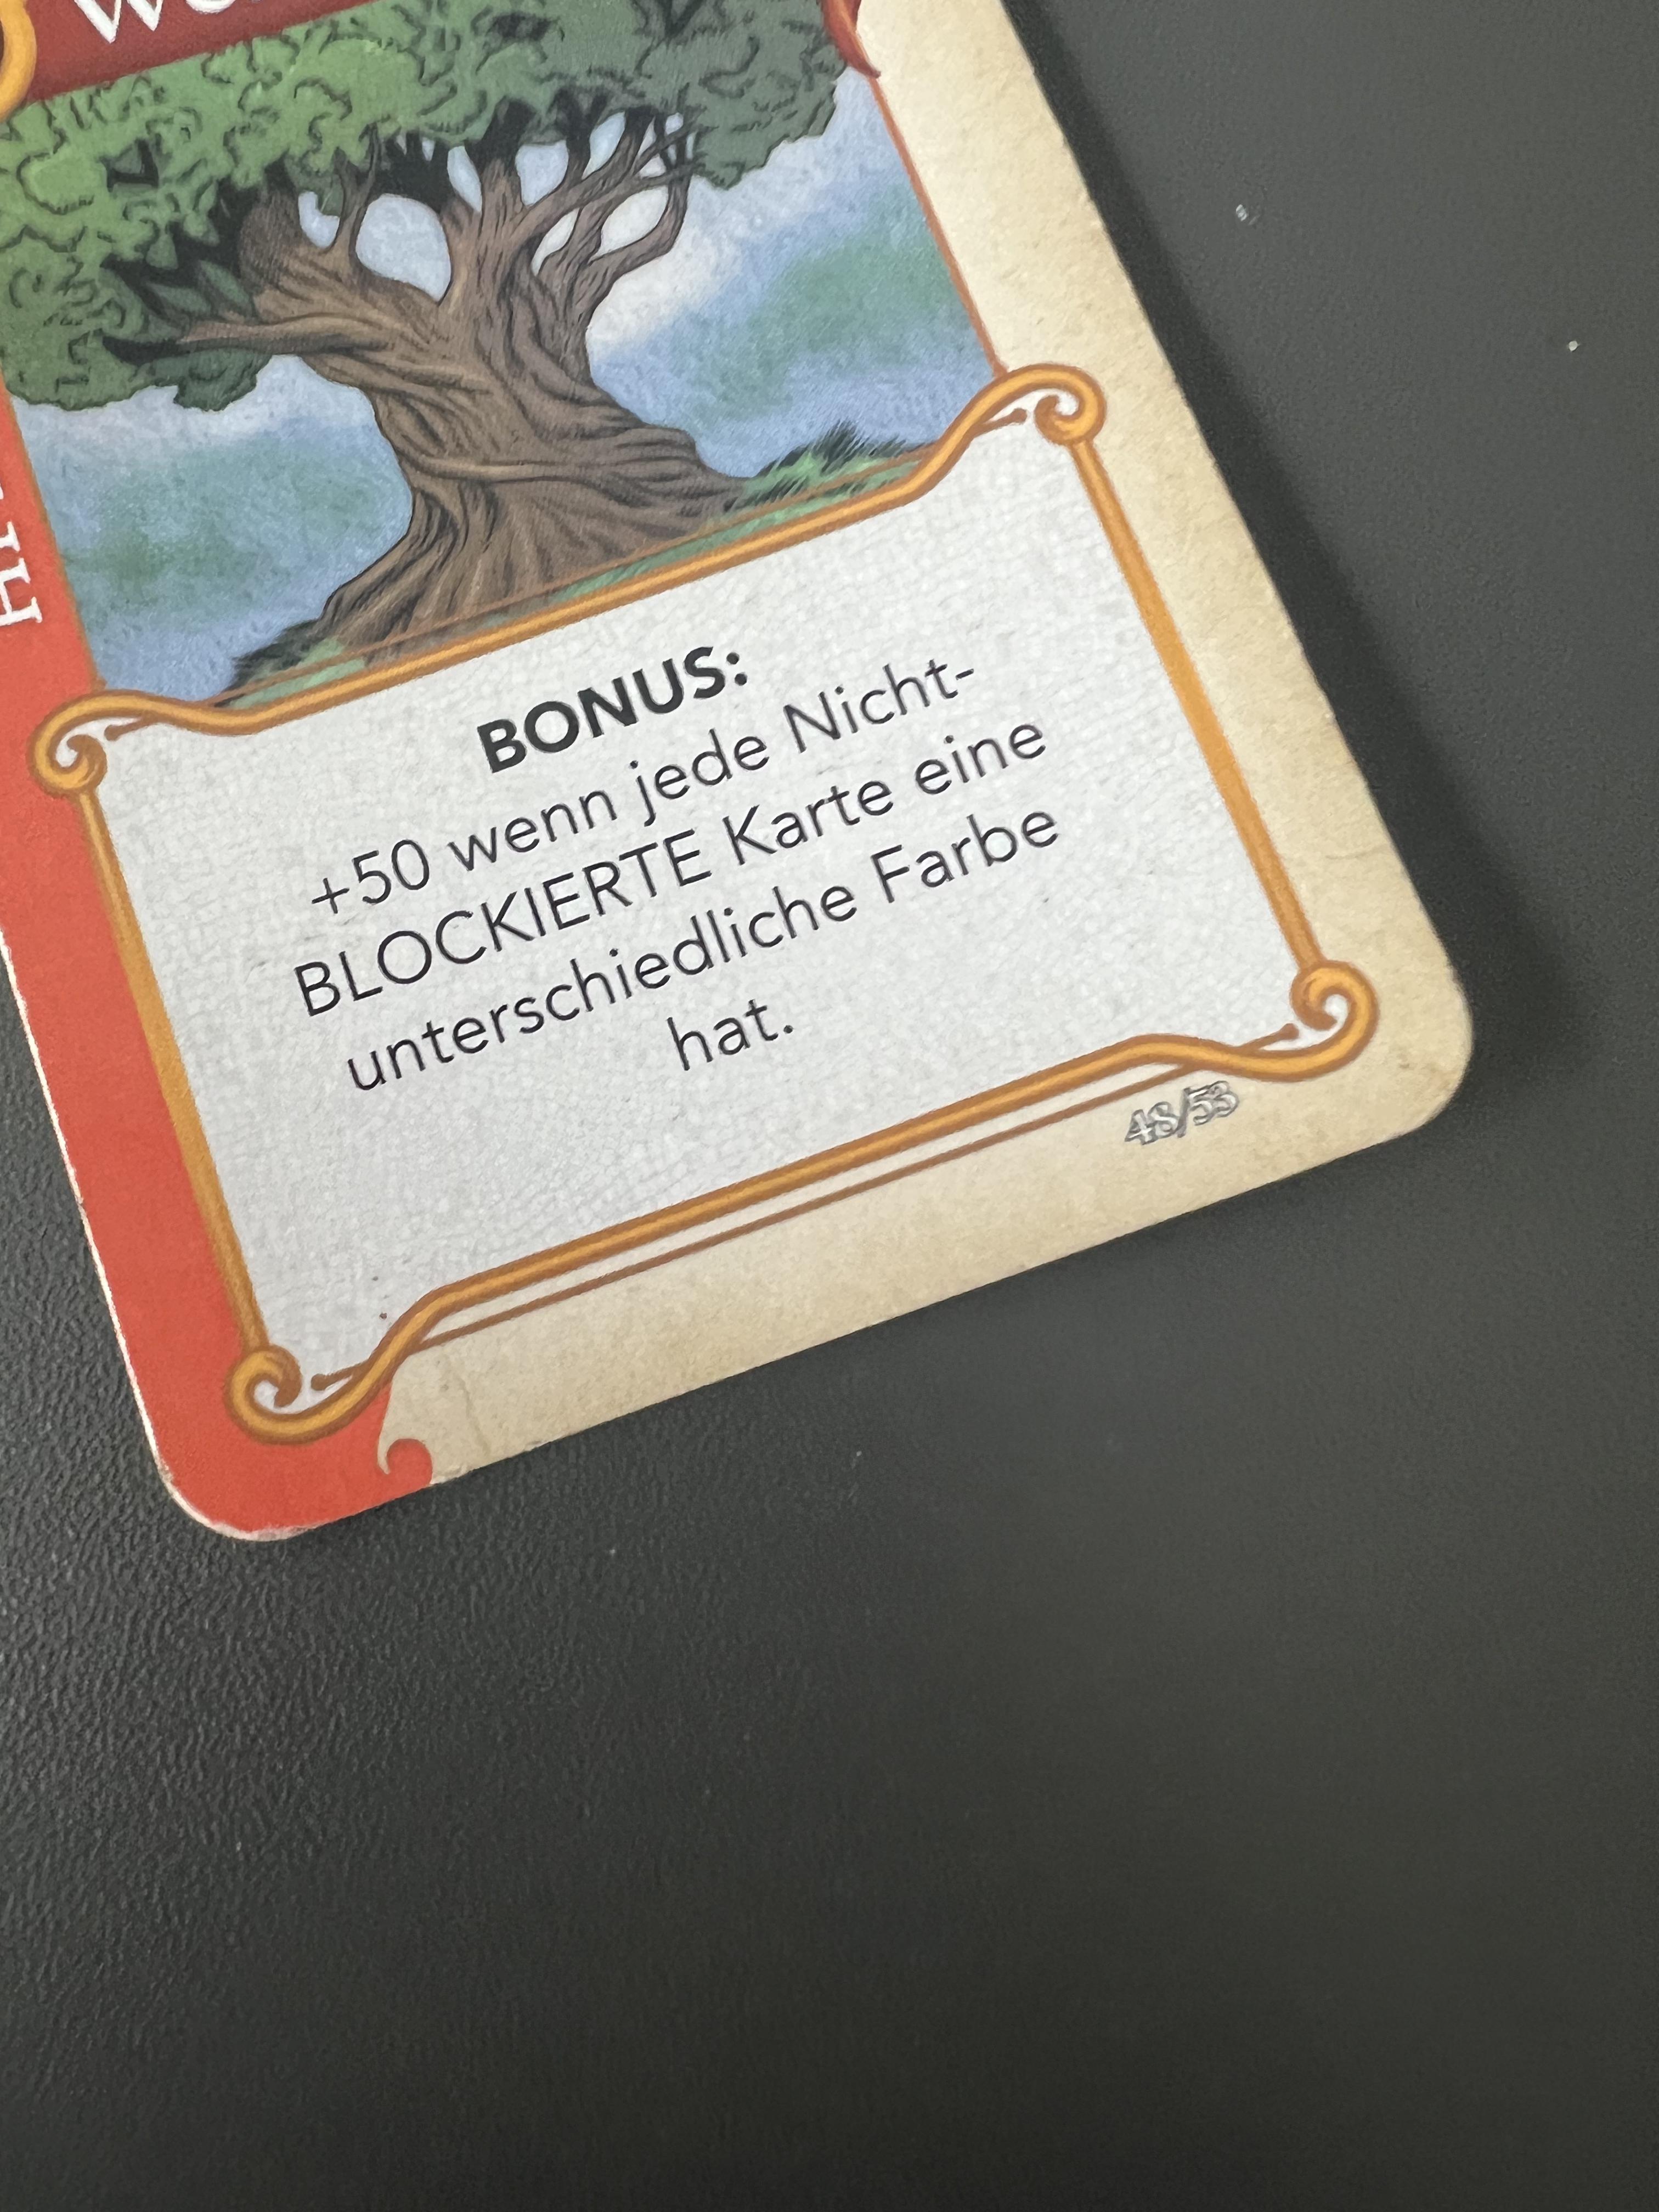 BONUS:
+50 wenn jede Nicht-
BLOCKIERTE Karte eine
unterschiedliche Farbe
hat.
48/53